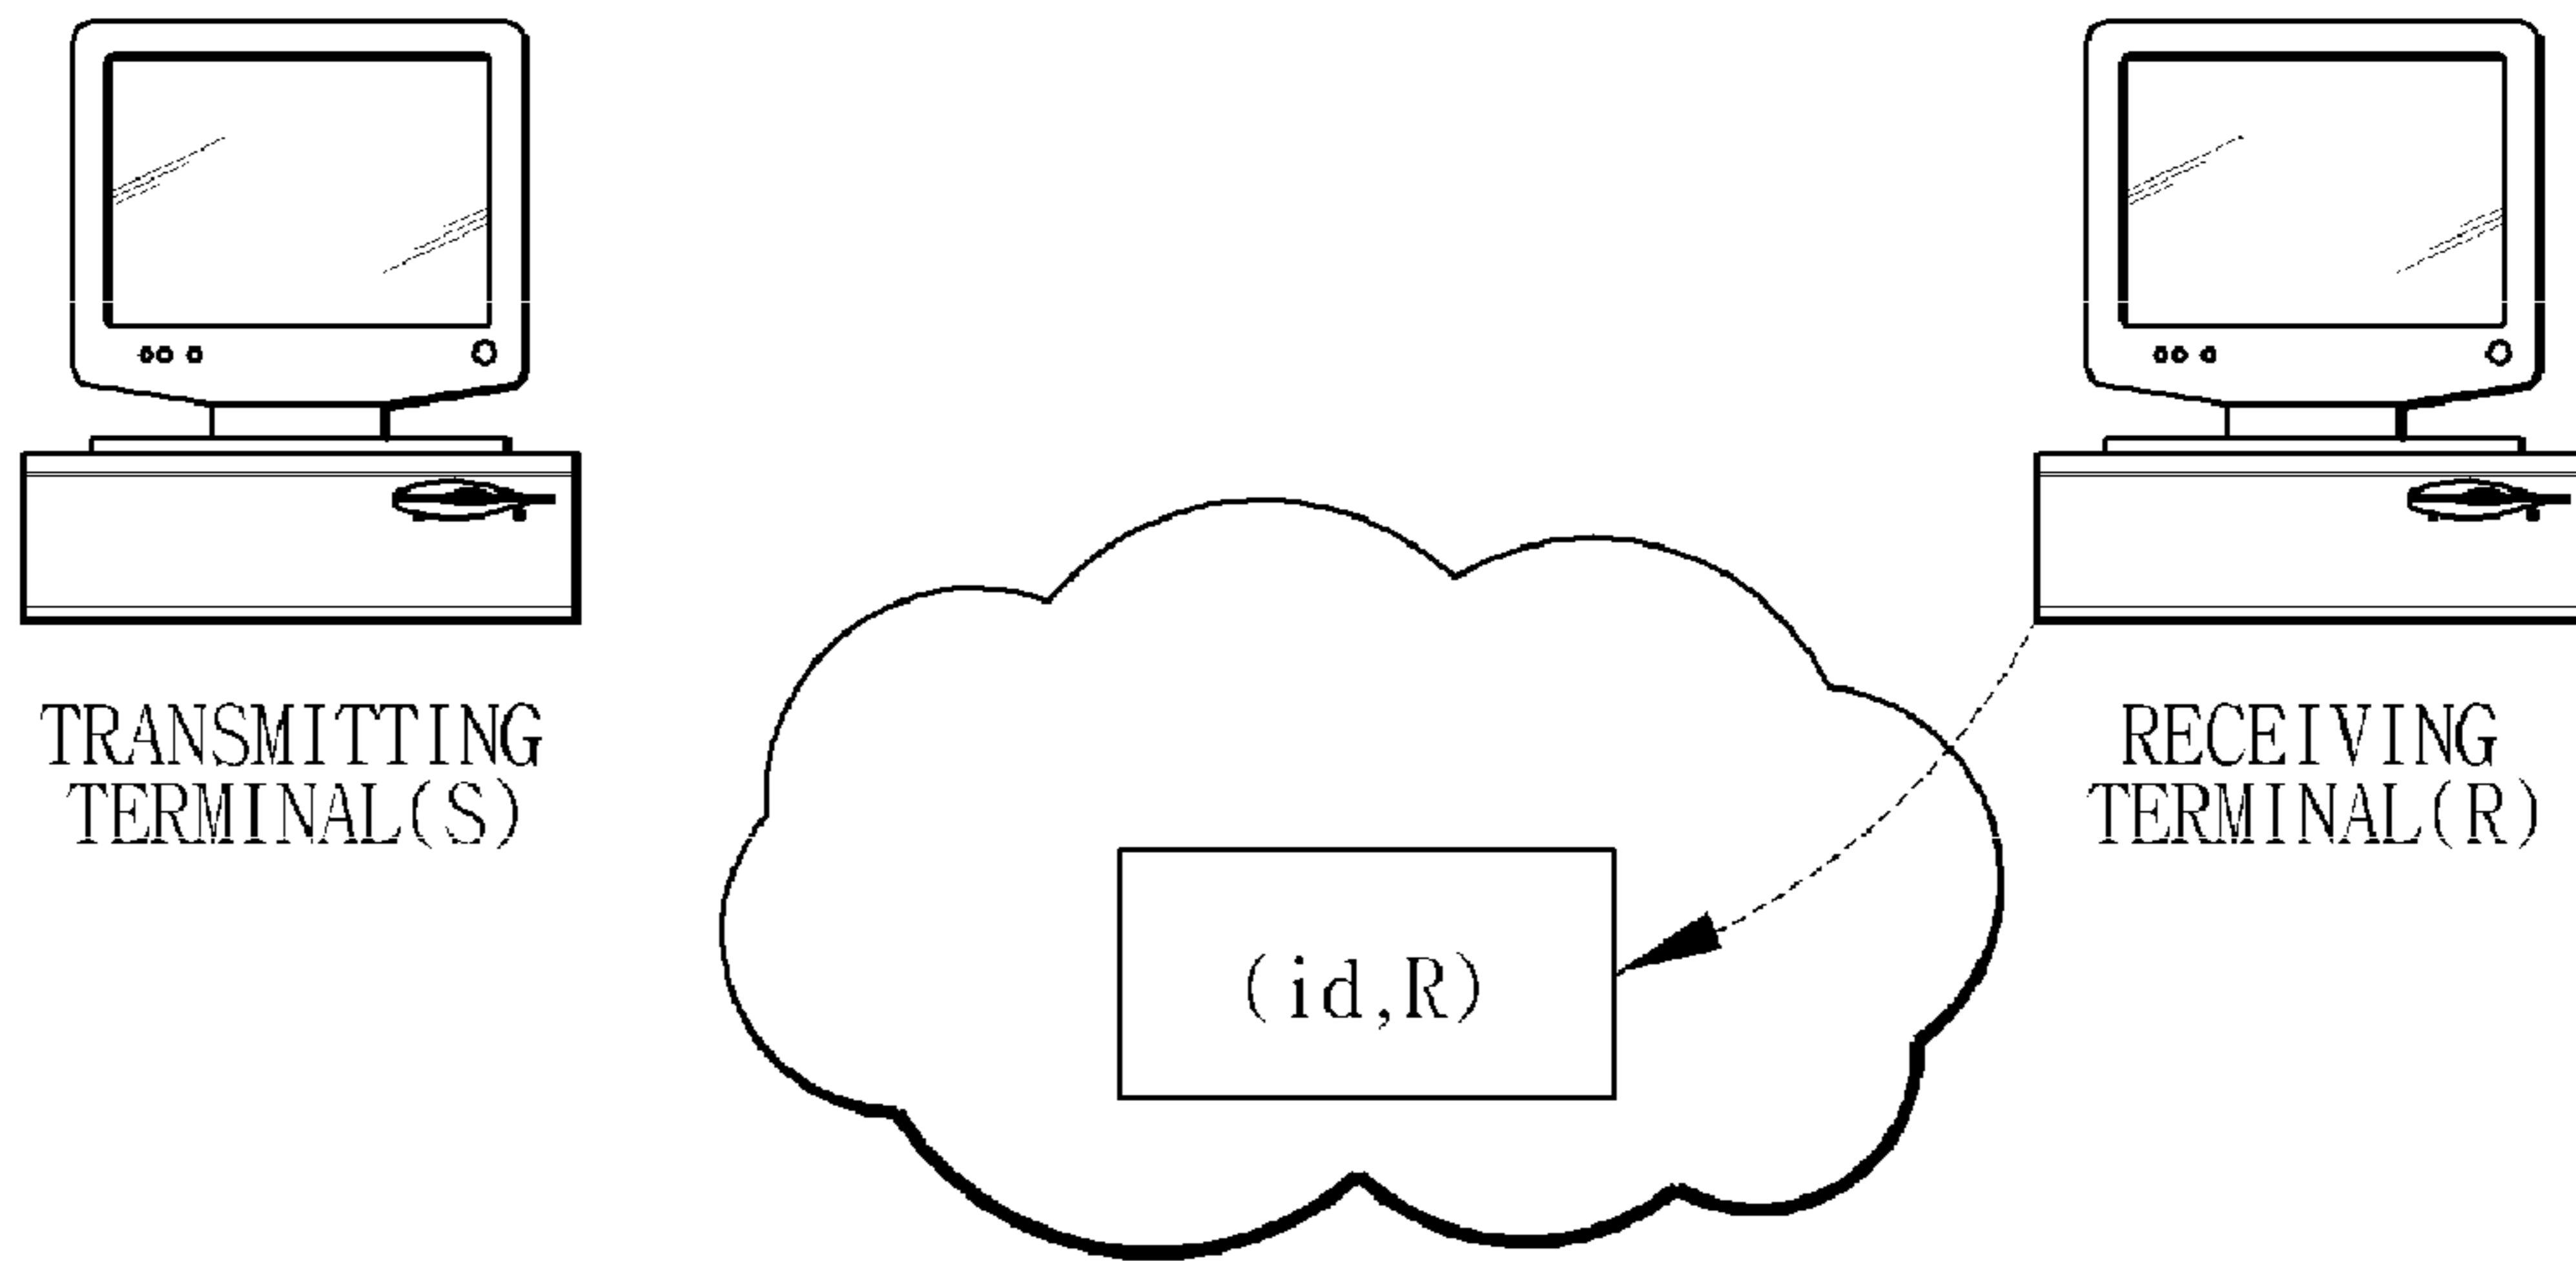 TRANSMITTING
TERMINAL(S)
RECEIVING
TERMINAL(R)
(id,R)